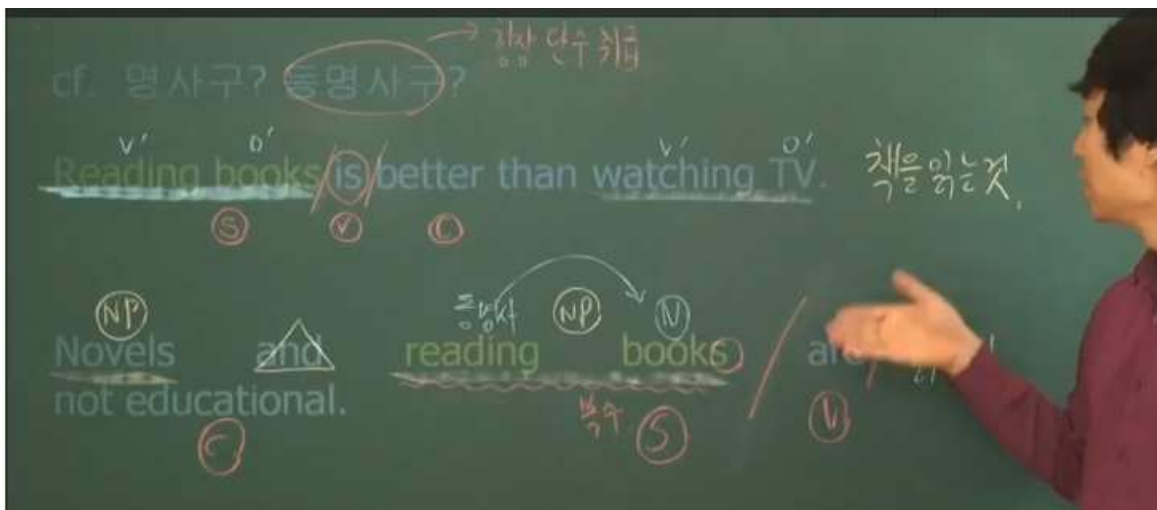 항상 단수 취급
cf. 명사구? 동명사구?
V' O' V' O'
Reading books is better than watching TV. 책을 읽는것.
S V C
NP 동명사 NP N
Novels and reading books are
not educational.
복수 S V
C